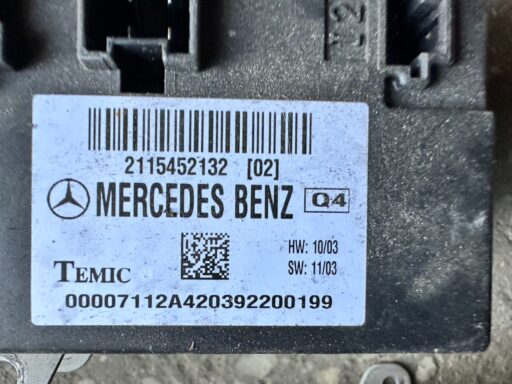 2115452132 [02]
MERCEDES BENZ Q4
HW: 10/03
SW: 11/03
TEMIC
00007112A420392200199